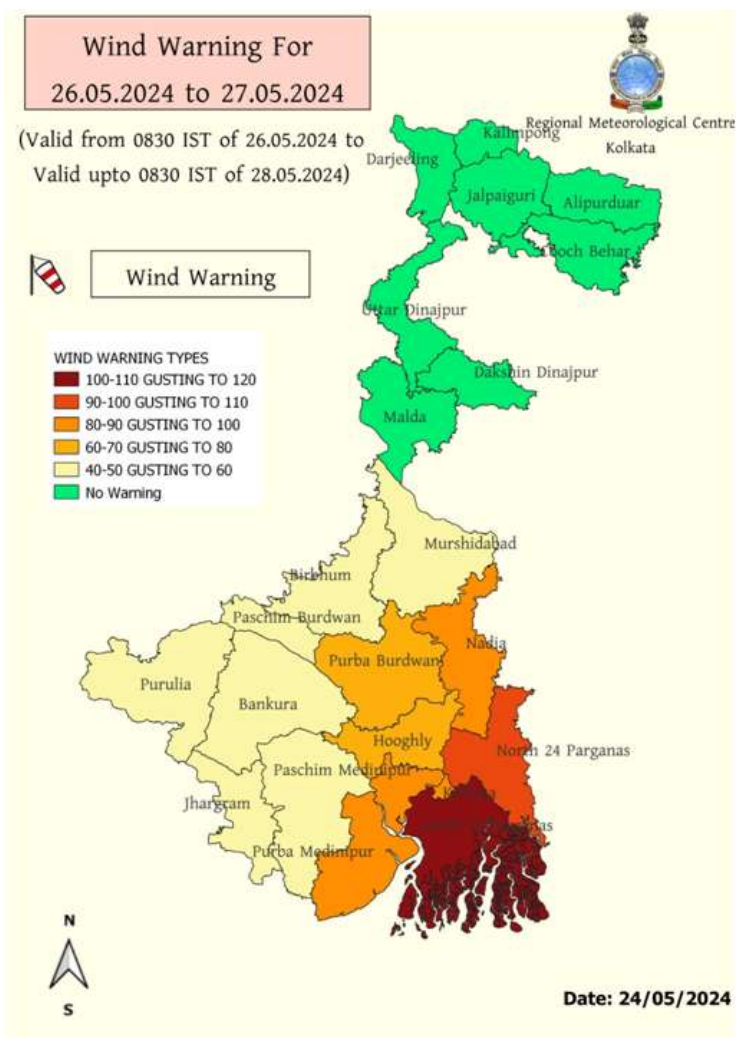 Wind Warning For
26.05.2024 to 27.05.2024
(Valid from 0830 IST of 26.05.2024 to
Valid upto 0830 IST of 28.05.2024)
Regional Meteorological Centre
Kolkata
Wind Warning
WIND WARNING TYPES
100-110 GUSTING TO 120
90-100 GUSTING TO 110
80-90 GUSTING TO 100
60-70 GUSTING TO 80
40-50 GUSTING TO 60
No Warning
Kalimpong
Darjeeling
Jalpaiguri
Alipurduar
Cooch Behar
Uttar Dinajpur
Dakshin Dinajpur
Malda
Murshidabad
Birbhum
Paschim Burdwan
Nadia
Purba Burdwan
Purulia
Bankura
Hooghly
North 24 Parganas
Paschim Medinipur
Jhargram
Purba Medinipur
N
S
Date: 24/05/2024